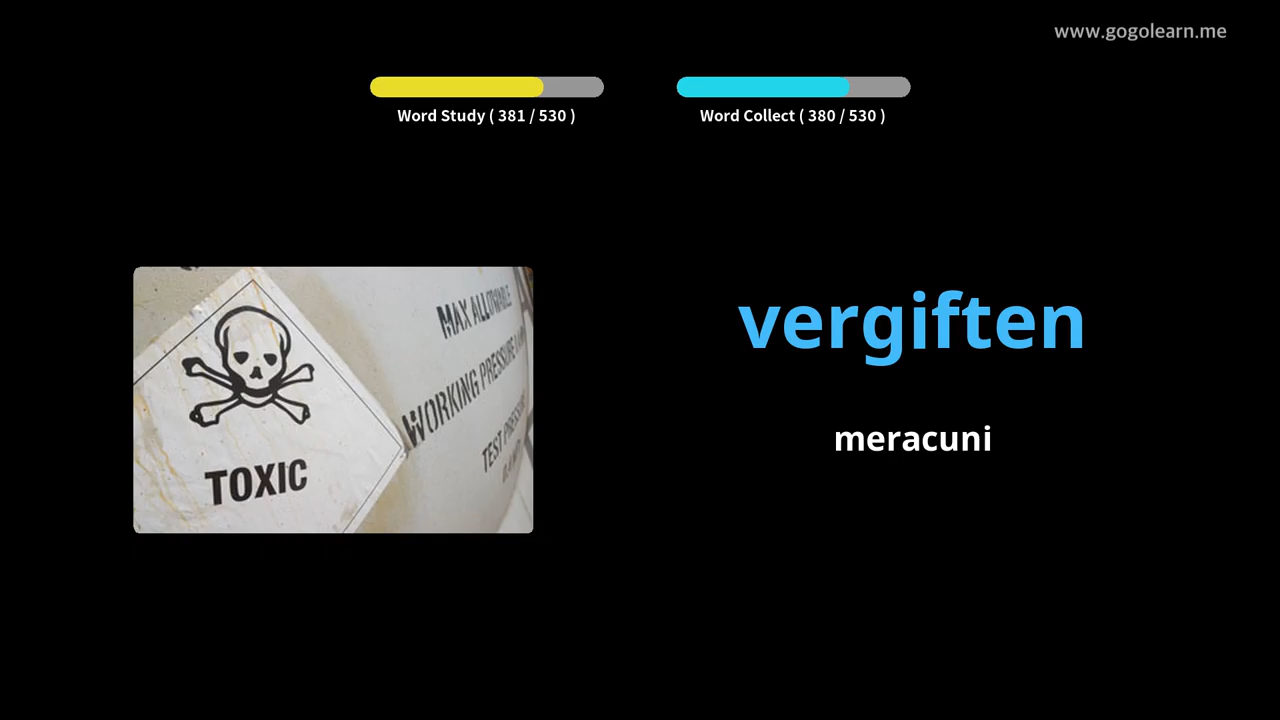 www.gogolearn.me
Word Study ( 381 / 530 )
Word Collect ( 380 / 530 )
MAX ALLOWABLE
WORKING PRESSURE
TEST PRESSURE
TOXIC
vergiften
meracuni